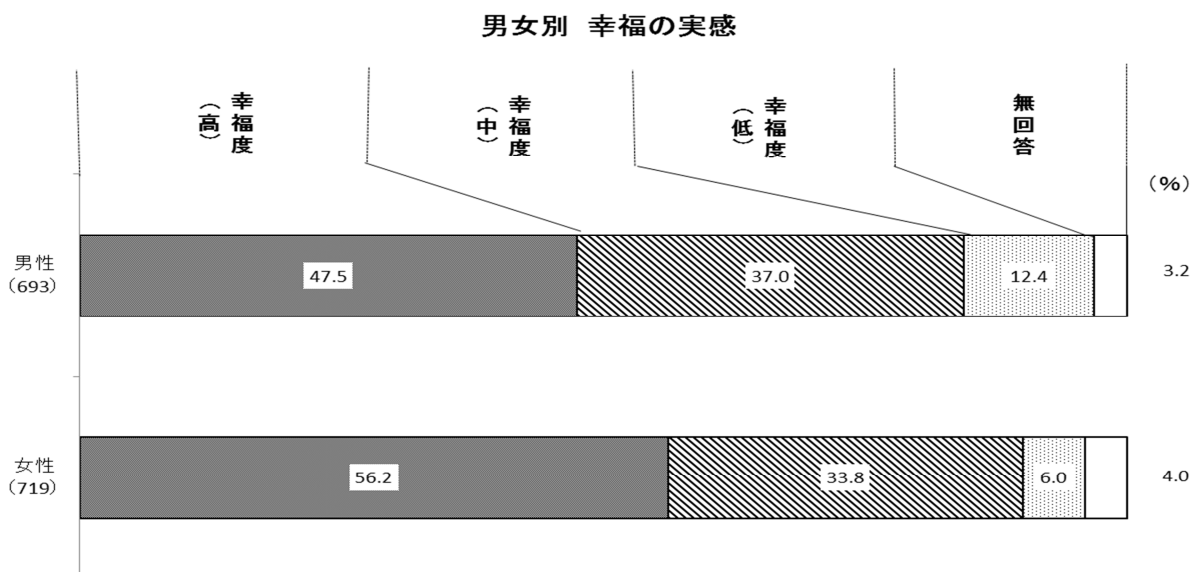 男女別 幸福の実感
幸福度
（高）
幸福度
（中）
幸福度
（低）
無回答
（%）
男性
（693）
47.5
37.0
12.4
3.2
女性
（719）
56.2
33.8
6.0
4.0